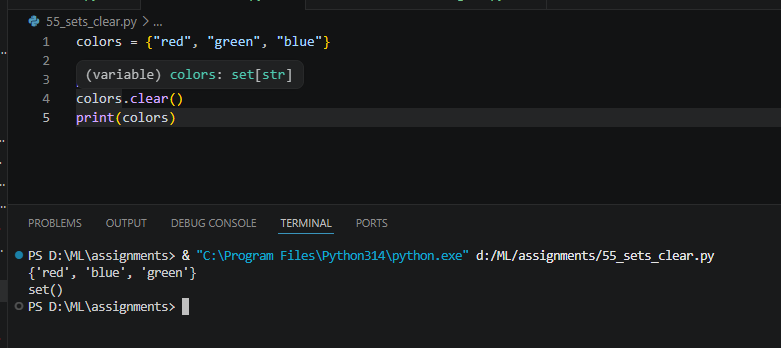 55_sets_clear.py > ...
1 colors = {"red", "green", "blue"}
2
(variable) colors: set[str]
3
4 colors.clear()
5 print(colors)
PROBLEMS OUTPUT DEBUG CONSOLE TERMINAL PORTS
PS D:\ML\assignments> & "C:\Program Files\Python314\python.exe" d:/ML/assignments/55_sets_clear.py
{'red', 'blue', 'green'}
set()
PS D:\ML\assignments>